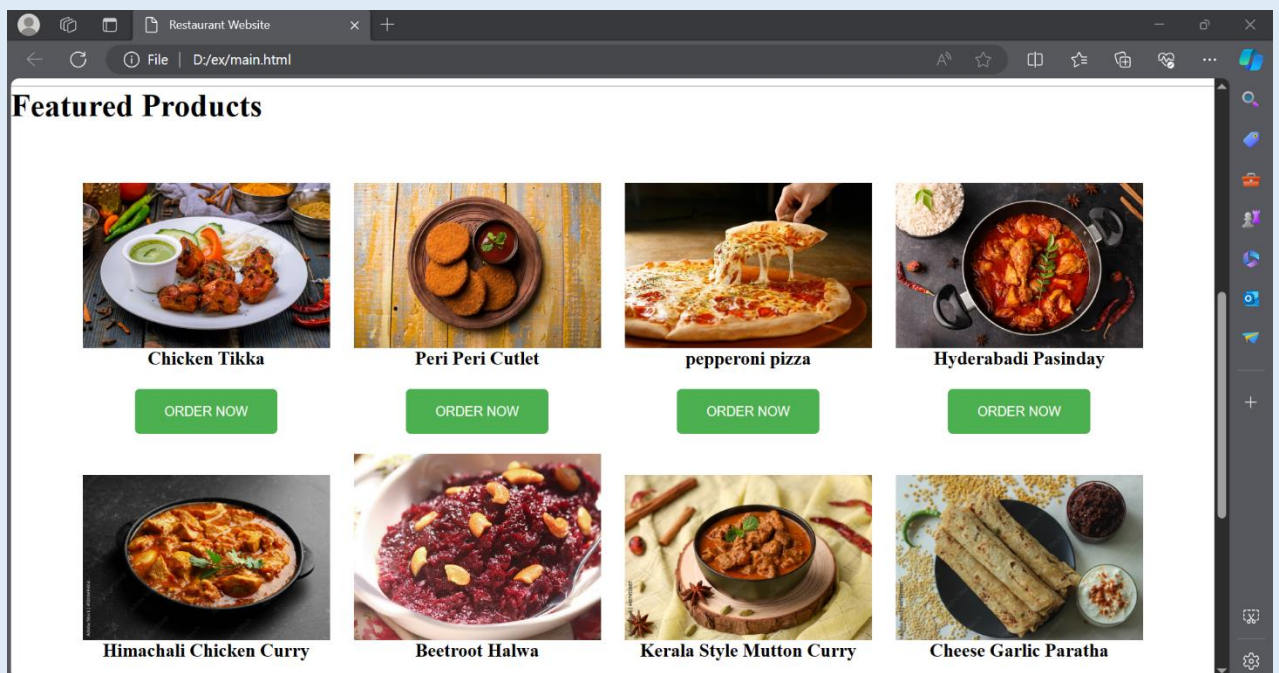 Restaurant Website
File | D:/ex/main.html
Featured Products
Chicken Tikka
Peri Peri Cutlet
pepperoni pizza
Hyderabadi Pasinday
ORDER NOW
ORDER NOW
ORDER NOW
ORDER NOW
Himachali Chicken Curry
Beetroot Halwa
Kerala Style Mutton Curry
Cheese Garlic Paratha